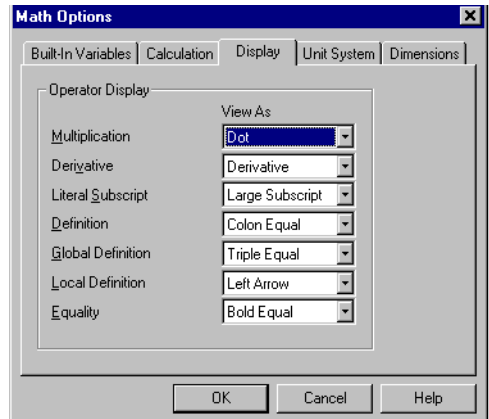 Math Options
Built-In Variables Calculation Display Unit System Dimensions
Operator Display
View As
Multiplication Dot
Derivative Derivative
Literal Subscript Large Subscript
Definition Colon Equal
Global Definition Triple Equal
Local Definition Left Arrow
Equality Bold Equal
OK Cancel Help